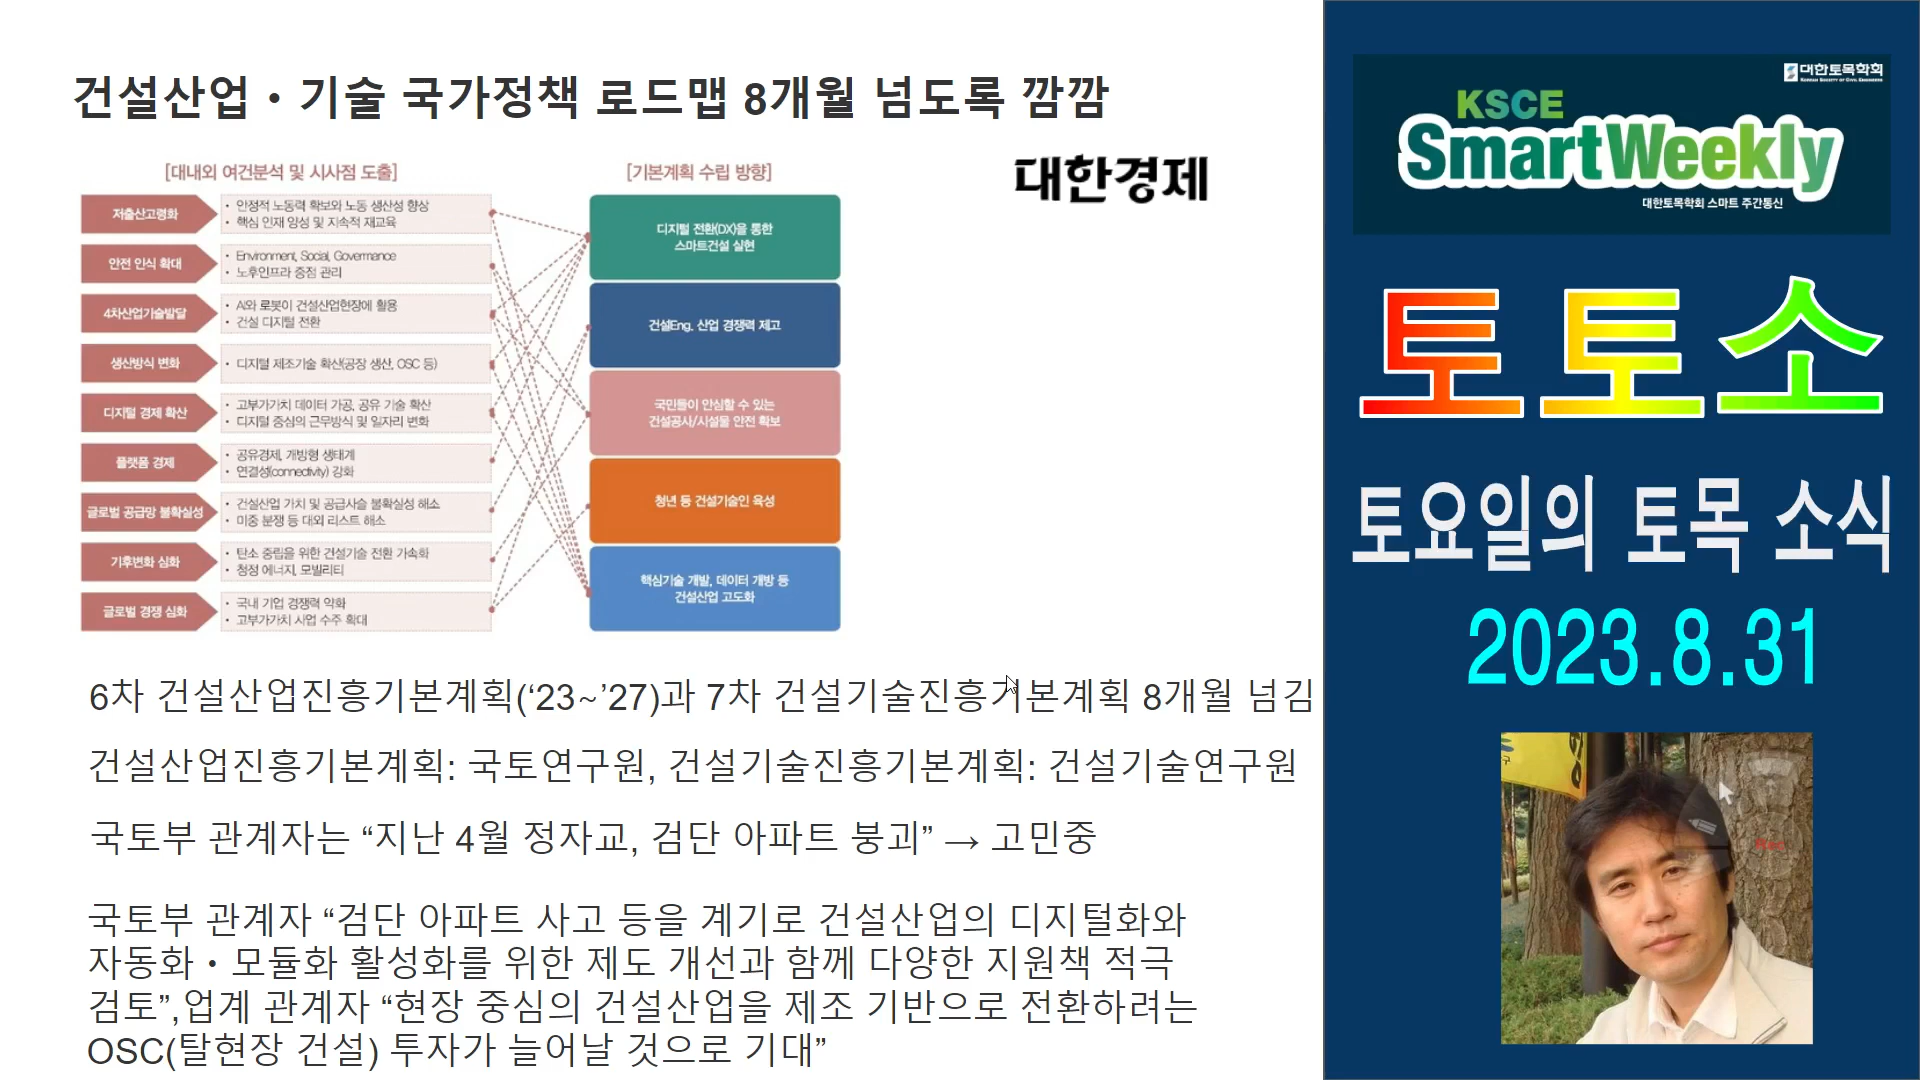 건설산업・기술 국가정책 로드맵 8개월 넘도록 깜깜
대한경제
[대내외 여건분석 및 시사점 도출]
[기본계획 수립 방향]
저출산고령화
• 안정적 노동력 확보와 노동 생산성 향상
• 핵심 인재 양성 및 지속적 재교육
안전 인식 확대
• Environment, Social, Governance
• 노후인프라 중점 관리
4차산업기술발달
• AI와 로봇이 건설산업현장에 활용
• 건설 디지털 전환
생산방식 변화
• 디지털 제조기술 확산(공장 생산, OSC 등)
디지털 경제 확산
• 고부가가치 데이터 가공, 공유 기술 확산
• 디지털 중심의 근무방식 및 일자리 변화
플랫폼 경제
• 공유경제, 개방형 생태계
• 연결성(connectivity) 강화
글로벌 공급망 불확실성
• 건설산업 가치 및 공급사슬 불확실성 해소
• 미중 분쟁 등 대외 리스트 해소
기후변화 심화
• 탄소 중립을 위한 건설기술 전환 가속화
• 청정 에너지, 모빌리티
글로벌 경쟁 심화
• 국내 기업 경쟁력 악화
• 고부가가치 사업 수주 확대
디지털 전환(DX)을 통한
스마트건설 실현
건설Eng. 산업 경쟁력 제고
국민들이 안심할 수 있는
건설공사/시설물 안전 확보
청년 등 건설기술인 육성
핵심기술 개발, 데이터 개방 등
건설산업 고도화
6차 건설산업진흥기본계획(‘23~’27)과 7차 건설기술진흥기본계획 8개월 넘김
건설산업진흥기본계획: 국토연구원, 건설기술진흥기본계획: 건설기술연구원
국토부 관계자는 “지난 4월 정자교, 검단 아파트 붕괴” → 고민중
국토부 관계자 “검단 아파트 사고 등을 계기로 건설산업의 디지털화와
자동화・모듈화 활성화를 위한 제도 개선과 함께 다양한 지원책 적극
검토”,업계 관계자 “현장 중심의 건설산업을 제조 기반으로 전환하려는
OSC(탈현장 건설) 투자가 늘어날 것으로 기대”
대한토목학회
KOREAN SOCIETY OF CIVIL ENGINEERS
KSCE
SmartWeekly
대한토목학회 스마트 주간통신
토토소
토요일의 토목 소식
2023.8.31